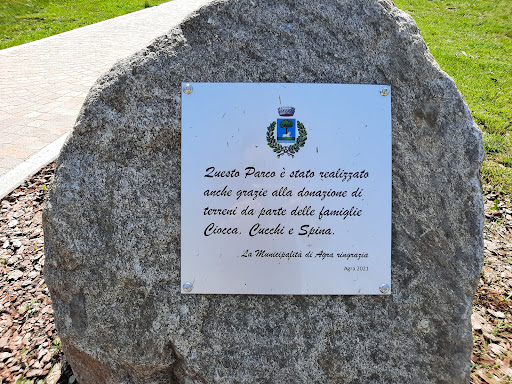 Questo Parco è stato realizzato
anche grazie alla donazione di
terreni da parte delle famiglie
Ciocca, Cucchi e Spina.
La Municipalità di Agra ringrazia
Agra 2021